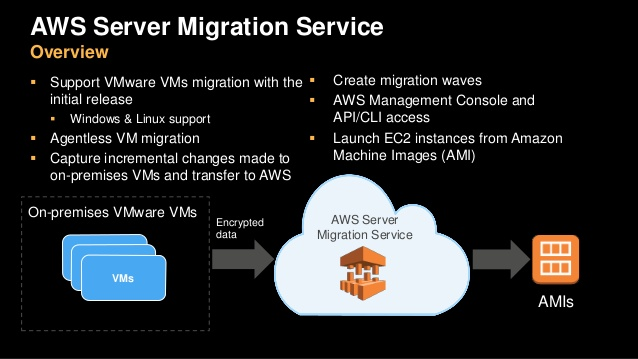 AWS Server Migration Service
Overview
▪ Support VMware VMs migration with the
initial release
▪ Windows & Linux support
▪ Agentless VM migration
▪ Capture incremental changes made to
on-premises VMs and transfer to AWS
▪ Create migration waves
▪ AWS Management Console and
API/CLI access
▪ Launch EC2 instances from Amazon
Machine Images (AMI)
On-premises VMware VMs
VMs
Encrypted
data
AWS Server
Migration Service
AMIs